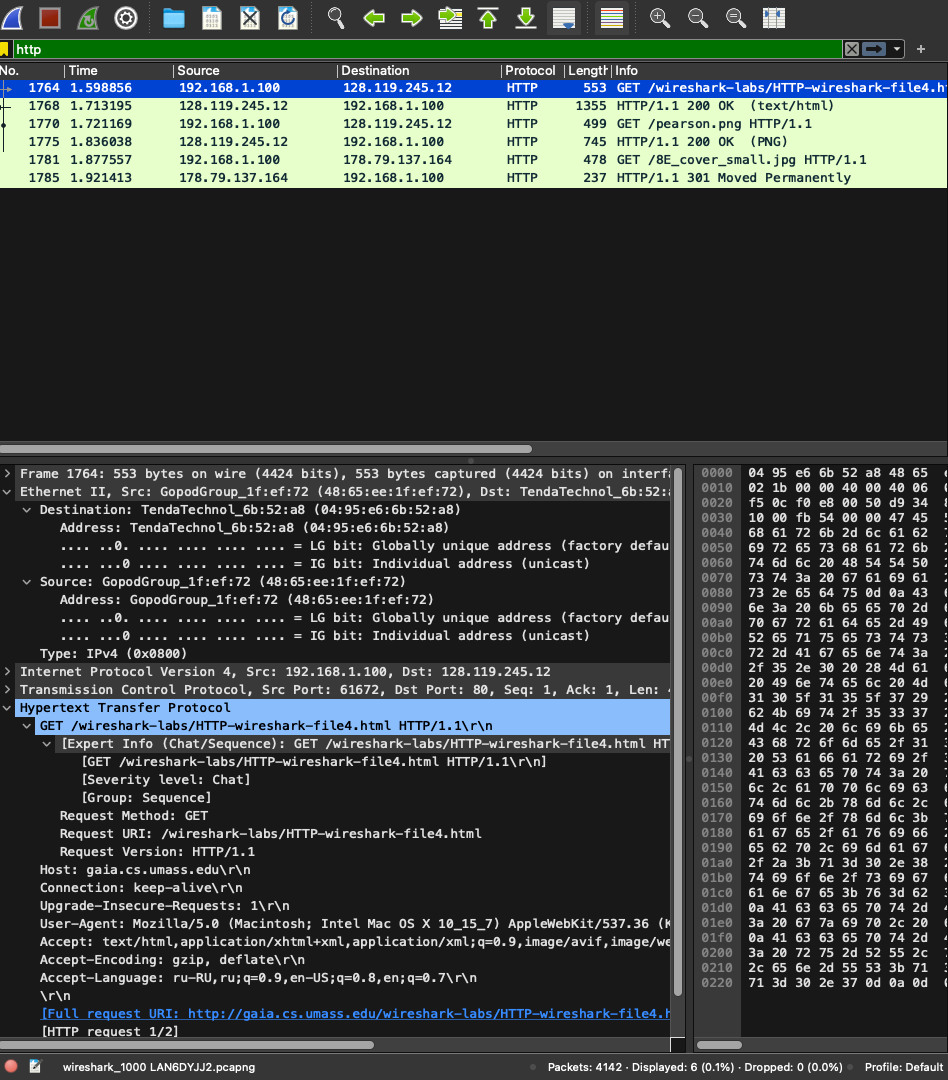 http
No. Time Source Destination Protocol Length Info
1764 1.598856 192.168.1.100 128.119.245.12 HTTP 553 GET /wireshark-labs/HTTP-wireshark-file4.h
1768 1.713195 128.119.245.12 192.168.1.100 HTTP 1355 HTTP/1.1 200 OK (text/html)
1770 1.721169 192.168.1.100 128.119.245.12 HTTP 499 GET /pearson.png HTTP/1.1
1775 1.836038 128.119.245.12 192.168.1.100 HTTP 745 HTTP/1.1 200 OK (PNG)
1781 1.877557 192.168.1.100 178.79.137.164 HTTP 478 GET /8E_cover_small.jpg HTTP/1.1
1785 1.921413 178.79.137.164 192.168.1.100 HTTP 237 HTTP/1.1 301 Moved Permanently
Frame 1764: 553 bytes on wire (4424 bits), 553 bytes captured (4424 bits) on interf
Ethernet II, Src: GopodGroup_1f:ef:72 (48:65:ee:1f:ef:72), Dst: TendaTechnol_6b:52:
Destination: TendaTechnol_6b:52:a8 (04:95:e6:6b:52:a8)
Address: TendaTechnol_6b:52:a8 (04:95:e6:6b:52:a8)
.... ..0. .... .... .... .... = LG bit: Globally unique address (factory defau
.... ...0 .... .... .... .... = IG bit: Individual address (unicast)
Source: GopodGroup_1f:ef:72 (48:65:ee:1f:ef:72)
Address: GopodGroup_1f:ef:72 (48:65:ee:1f:ef:72)
.... ..0. .... .... .... .... = LG bit: Globally unique address (factory defau
.... ...0 .... .... .... .... = IG bit: Individual address (unicast)
Type: IPv4 (0x0800)
Internet Protocol Version 4, Src: 192.168.1.100, Dst: 128.119.245.12
Transmission Control Protocol, Src Port: 61672, Dst Port: 80, Seq: 1, Ack: 1, Len:
Hypertext Transfer Protocol
GET /wireshark-labs/HTTP-wireshark-file4.html HTTP/1.1\r\n
[Expert Info (Chat/Sequence): GET /wireshark-labs/HTTP-wireshark-file4.html HT
[GET /wireshark-labs/HTTP-wireshark-file4.html HTTP/1.1\r\n]
[Severity level: Chat]
[Group: Sequence]
Request Method: GET
Request URI: /wireshark-labs/HTTP-wireshark-file4.html
Request Version: HTTP/1.1
Host: gaia.cs.umass.edu\r\n
Connection: keep-alive\r\n
Upgrade-Insecure-Requests: 1\r\n
User-Agent: Mozilla/5.0 (Macintosh; Intel Mac OS X 10_15_7) AppleWebKit/537.36 (K
Accept: text/html,application/xhtml+xml,application/xml;q=0.9,image/avif,image/we
Accept-Encoding: gzip, deflate\r\n
Accept-Language: ru-RU,ru;q=0.9,en-US;q=0.8,en;q=0.7\r\n
\r\n
[Full request URI: http://gaia.cs.umass.edu/wireshark-labs/HTTP-wireshark-file4.h
[HTTP request 1/2]
0000 04 95 e6 6b 52 a8 48 65
0010 02 1b 00 00 40 00 40 06
0020 f5 0c f0 e8 00 50 d9 34
0030 10 00 fb 54 00 00 47 45
0040 68 61 72 6b 2d 6c 61 62
0050 69 72 65 73 68 61 72 6b
0060 74 6d 6c 20 48 54 54 50
0070 73 74 3a 20 67 61 69 61
0080 73 2e 65 64 75 0d 0a 43
0090 6e 3a 20 6b 65 65 70 2d
00a0 70 67 72 61 64 65 2d 49
00b0 52 65 71 75 65 73 74 73
00c0 72 2d 41 67 65 6e 74 3a
00d0 2f 35 2e 30 20 28 4d 61
00e0 20 49 6e 74 65 6c 20 4d
00f0 31 30 5f 31 35 5f 37 29
0100 62 4b 69 74 2f 35 33 37
0110 4d 4c 2c 20 6c 69 6b 65
0120 43 68 72 6f 6d 65 2f 31
0130 20 53 61 66 61 72 69 2f
0140 41 63 63 65 70 74 3a 20
0150 6c 2c 61 70 70 6c 69 63
0160 74 6d 6c 2b 78 6d 6c 2c
0170 69 6f 6e 2f 78 6d 6c 3b
0180 61 67 65 2f 61 76 69 66
0190 65 62 70 2c 69 6d 61 67
01a0 2f 2a 3b 71 3d 30 2e 38
01b0 74 69 6f 6e 2f 73 69 67
01c0 61 6e 67 65 3b 76 3d 62
01d0 0a 41 63 63 65 70 74 2d
01e0 3a 20 67 7a 69 70 2c 20
01f0 0a 41 63 63 65 70 74 2d
0200 3a 20 72 75 2d 52 55 2c
0210 2c 65 6e 2d 55 53 3b 71
0220 71 3d 30 2e 37 0d 0a 0d
wireshark_1000 LAN6DYJJ2.pcapng
Packets: 4142 · Displayed: 6 (0.1%) · Dropped: 0 (0.0%)
Profile: Default